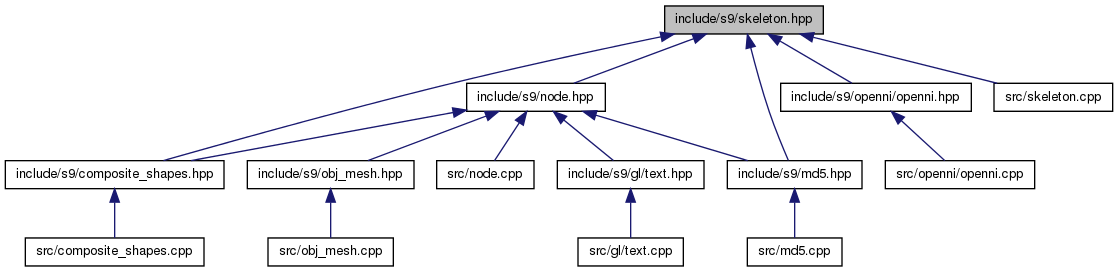 include/s9/skeleton.hpp
include/s9/node.hpp
include/s9/openni/openni.hpp
src/skeleton.cpp
include/s9/composite_shapes.hpp
include/s9/obj_mesh.hpp
src/node.cpp
include/s9/gl/text.hpp
include/s9/md5.hpp
src/openni/openni.cpp
src/composite_shapes.cpp
src/obj_mesh.cpp
src/gl/text.cpp
src/md5.cpp